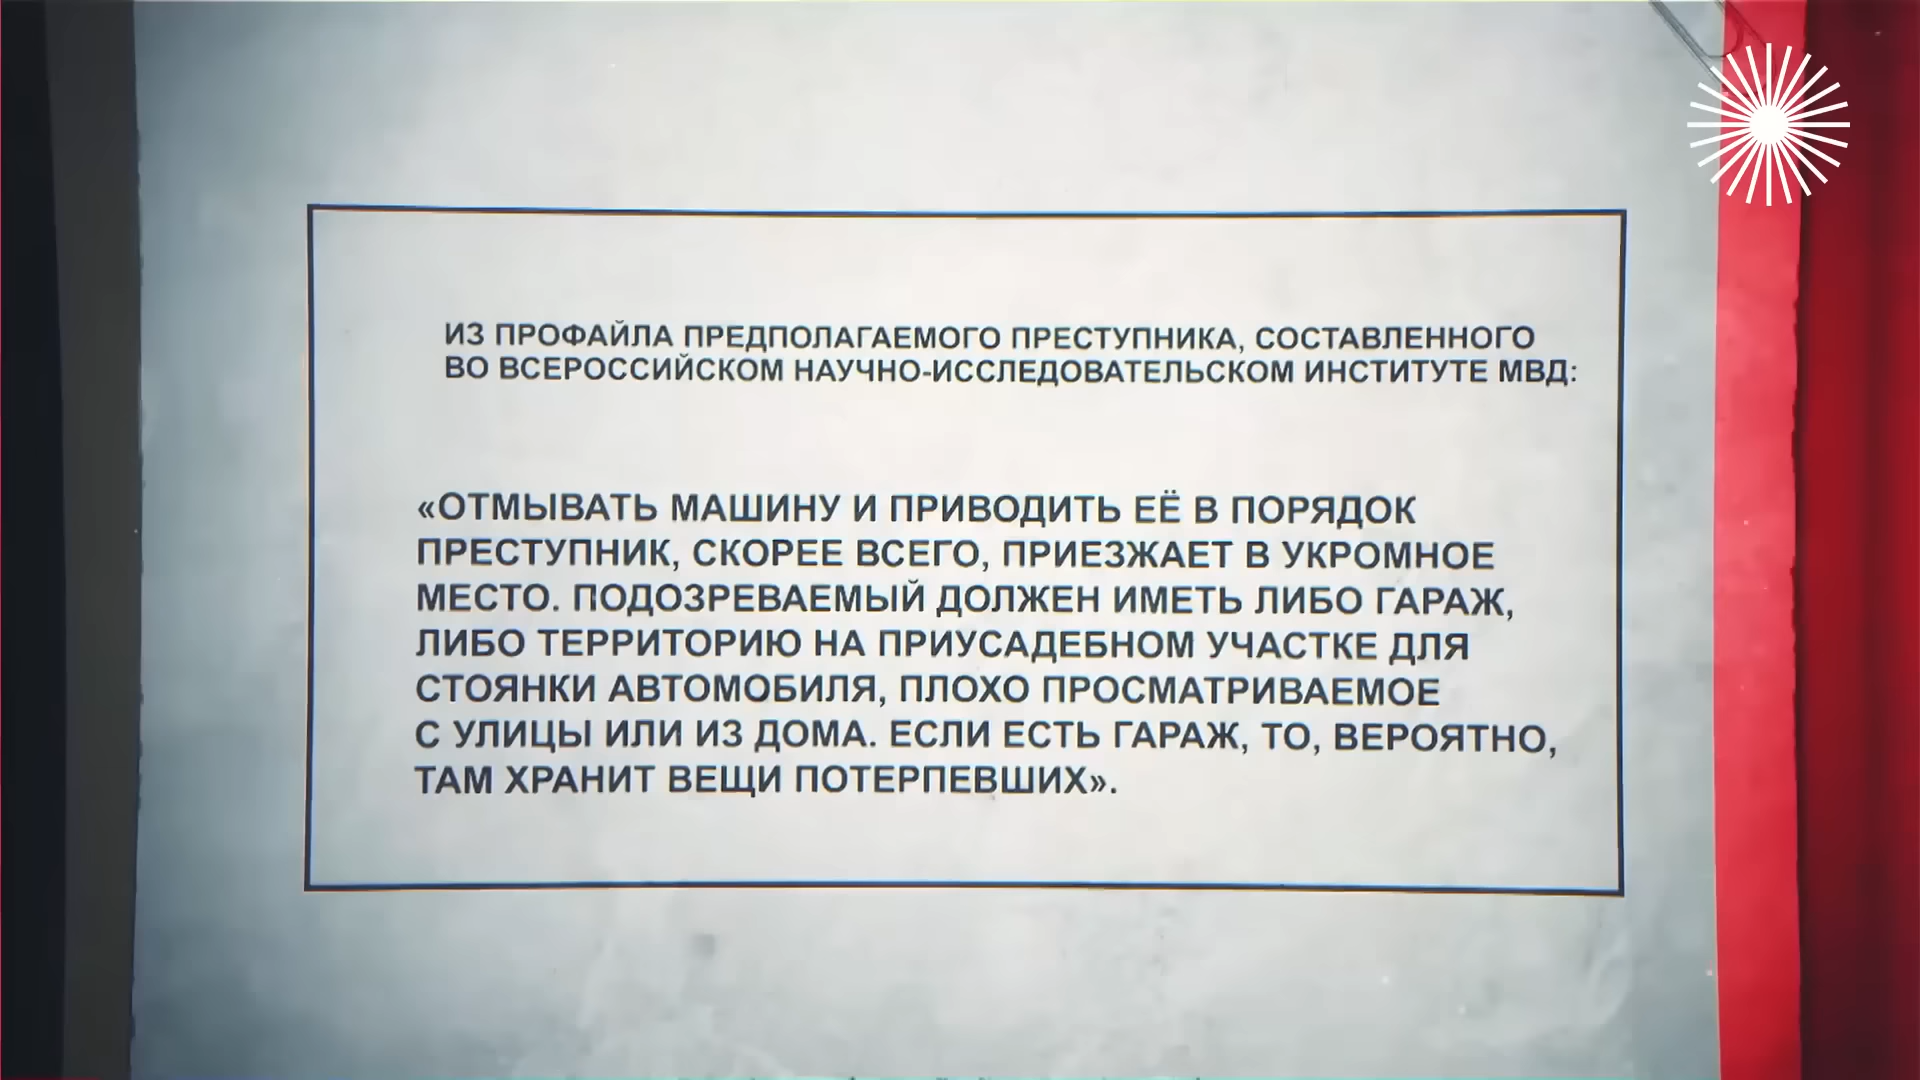 ИЗ ПРОФАЙЛА ПРЕДПОЛАГАЕМОГО ПРЕСТУПНИКА, СОСТАВЛЕННОГО
ВО ВСЕРОССИЙСКОМ НАУЧНО-ИССЛЕДОВАТЕЛЬСКОМ ИНСТИТУТЕ МВД:
«ОТМЫВАТЬ МАШИНУ И ПРИВОДИТЬ ЕЁ В ПОРЯДОК
ПРЕСТУПНИК, СКОРЕЕ ВСЕГО, ПРИЕЗЖАЕТ В УКРОМНОЕ
МЕСТО. ПОДОЗРЕВАЕМЫЙ ДОЛЖЕН ИМЕТЬ ЛИБО ГАРАЖ,
ЛИБО ТЕРРИТОРИЮ НА ПРИУСАДЕБНОМ УЧАСТКЕ ДЛЯ
СТОЯНКИ АВТОМОБИЛЯ, ПЛОХО ПРОСМАТРИВАЕМОЕ
С УЛИЦЫ ИЛИ ИЗ ДОМА. ЕСЛИ ЕСТЬ ГАРАЖ, ТО, ВЕРОЯТНО,
ТАМ ХРАНИТ ВЕЩИ ПОТЕРПЕВШИХ».